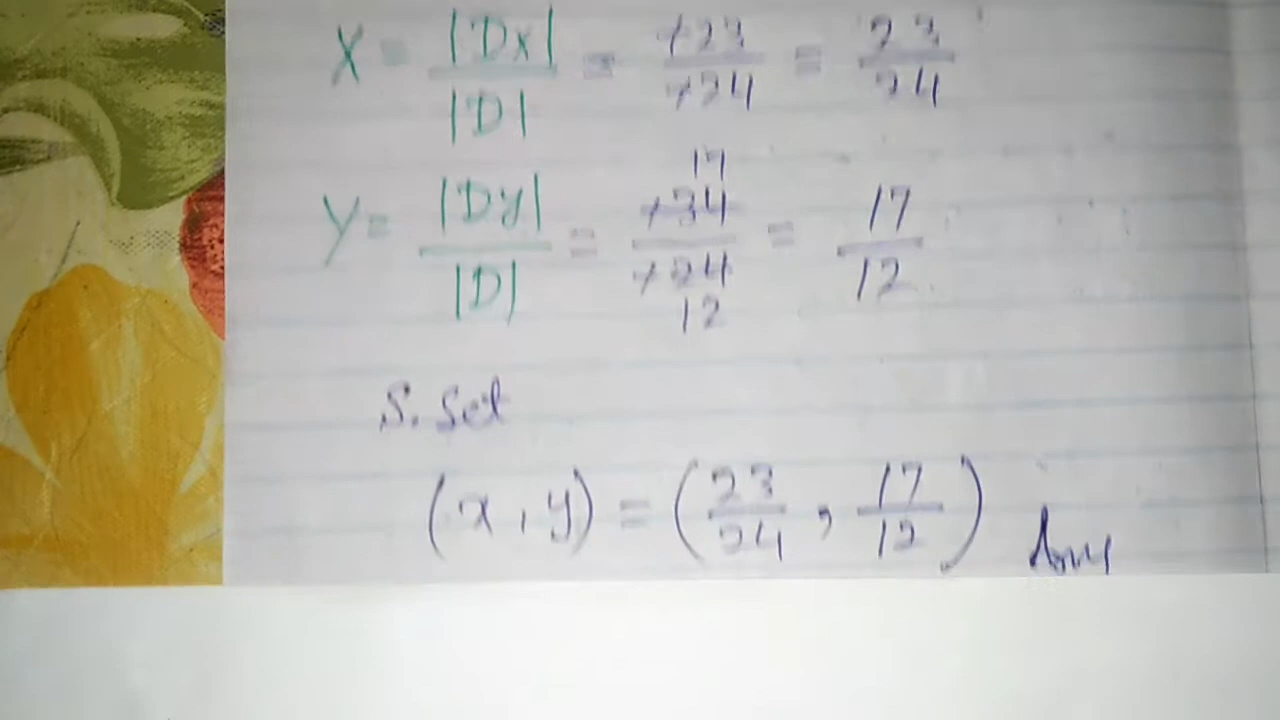 X = |Dx| / |D| = -23 / -24 = 23 / 24
17
Y = |Dy| / |D| = -34 / -24 = 17 / 12
12
S. Set
(x, y) = (23/24, 17/12) Ans